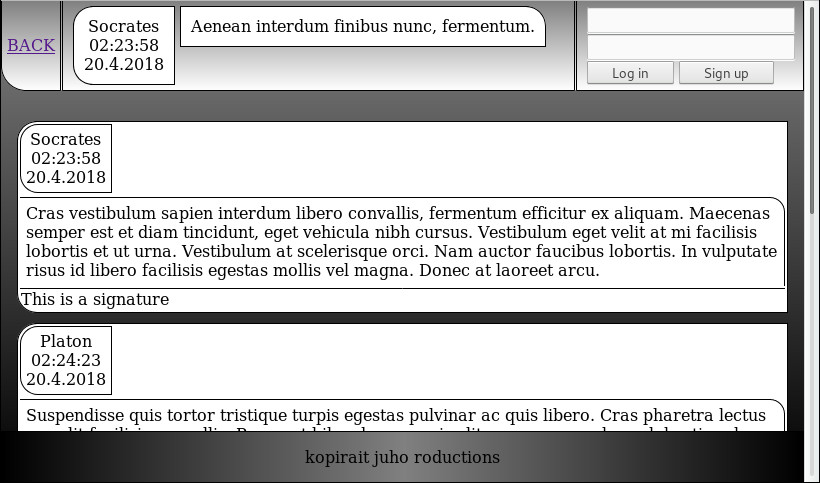 BACK
Socrates
02:23:58
20.4.2018
Aenean interdum finibus nunc, fermentum.
Log in
Sign up
Socrates
02:23:58
20.4.2018
Cras vestibulum sapien interdum libero convallis, fermentum efficitur ex aliquam. Maecenas
semper est et diam tincidunt, eget vehicula nibh cursus. Vestibulum eget velit at mi facilisis
lobortis et ut urna. Vestibulum at scelerisque orci. Nam auctor faucibus lobortis. In vulputate
risus id libero facilisis egestas mollis vel magna. Donec at laoreet arcu.
This is a signature
Platon
02:24:23
20.4.2018
Suspendisse quis tortor tristique turpis egestas pulvinar ac quis libero. Cras pharetra lectus
kopirait juho roductions